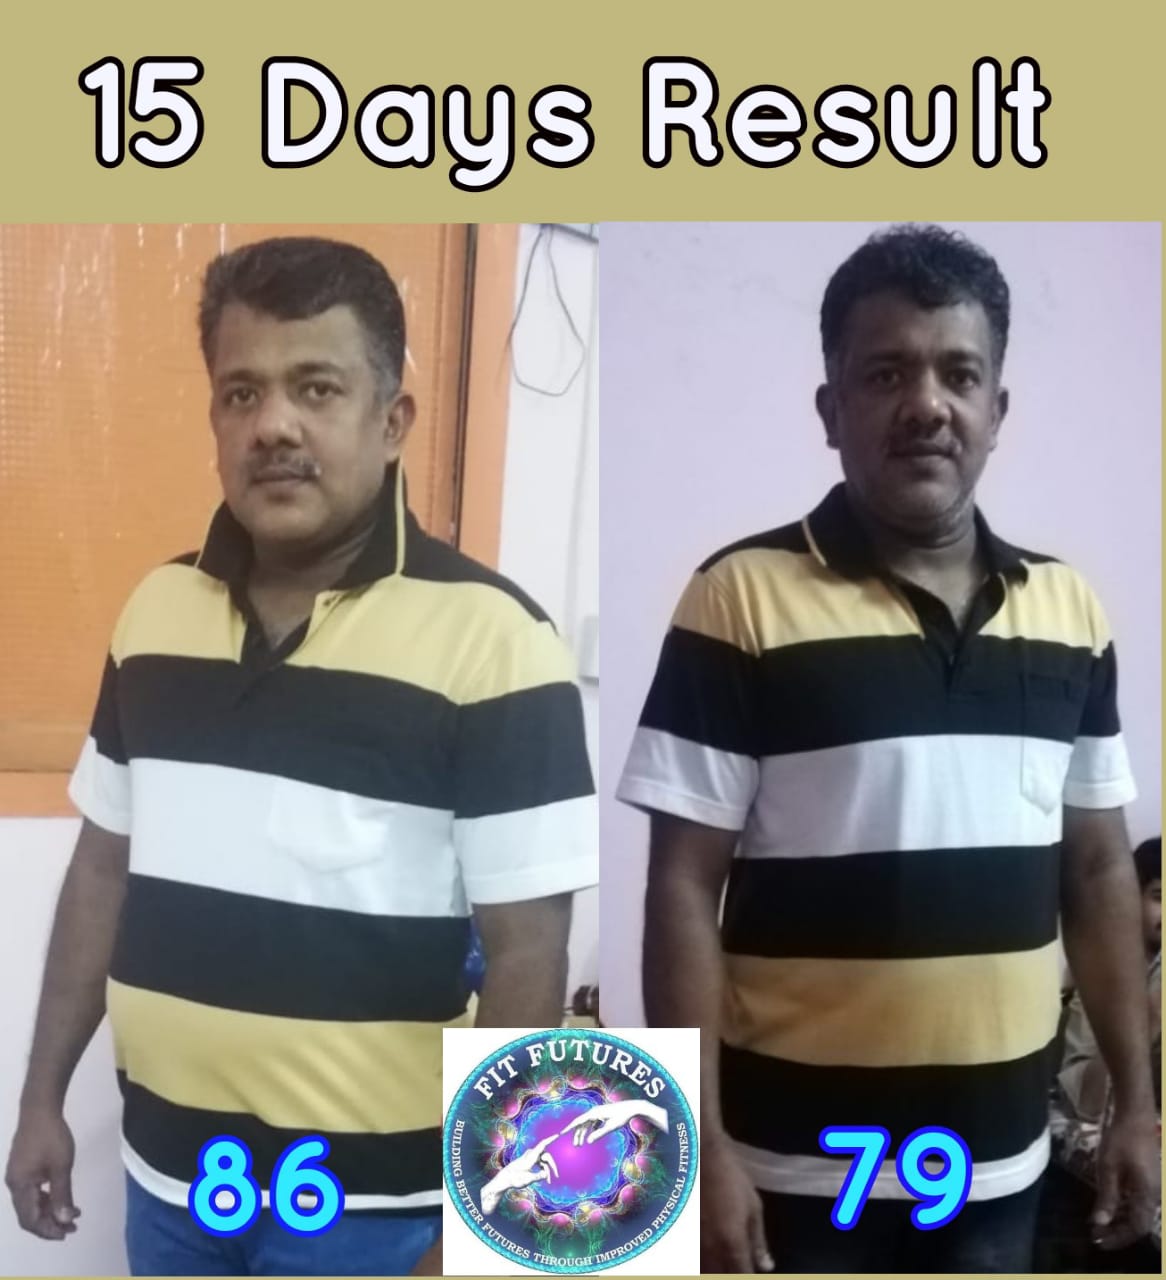 15 Days Result
86
79
FIT FUTURES
BUILDING BETTER FUTURES THROUGH IMPROVED PHYSICAL FITNESS